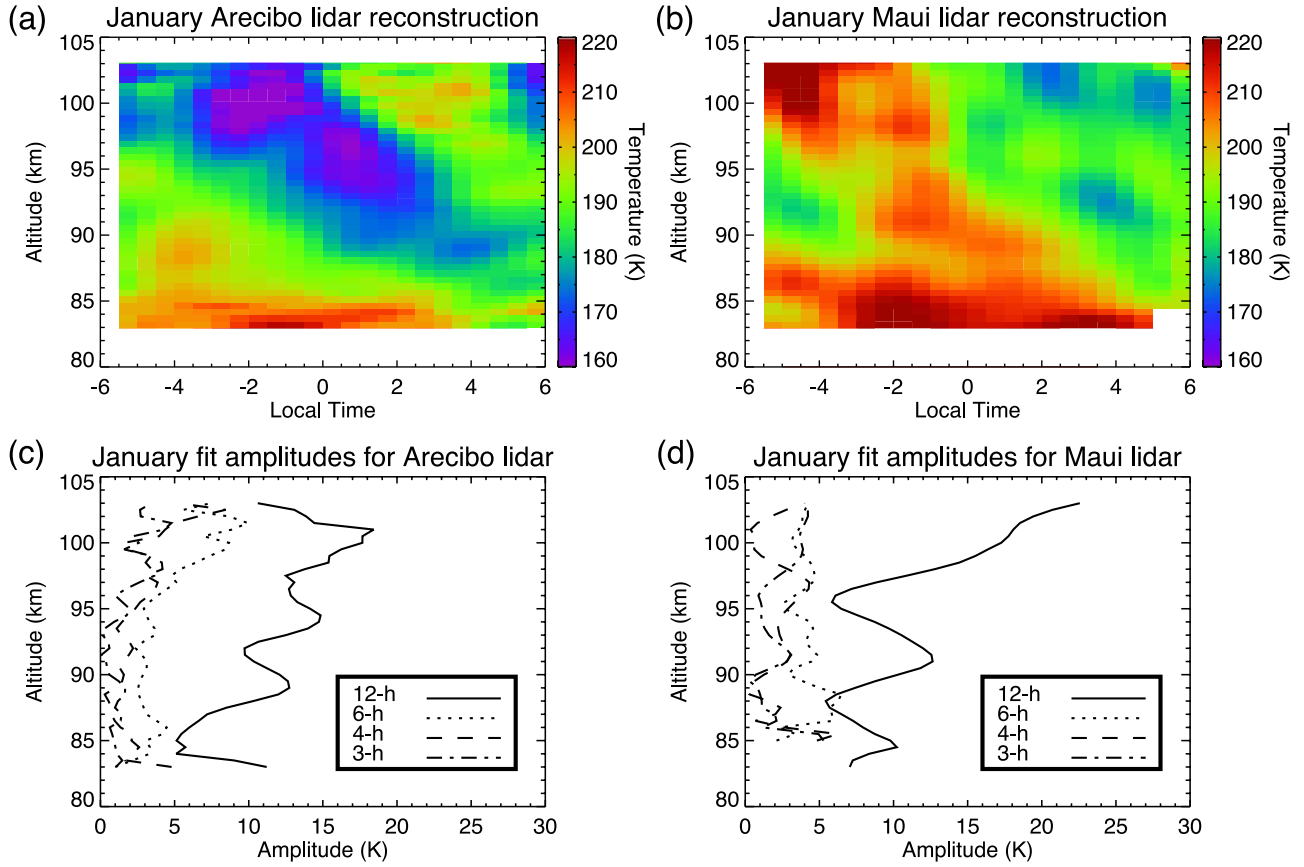 (a)
January Arecibo lidar reconstruction
105
100
95
90
85
80
Altitude (km)
-6 -4 -2 0 2 4 6
Local Time
220
210
200
190
180
170
160
Temperature (K)
(b)
January Maui lidar reconstruction
105
100
95
90
85
80
Altitude (km)
-6 -4 -2 0 2 4 6
Local Time
220
210
200
190
180
170
160
Temperature (K)
(c)
January fit amplitudes for Arecibo lidar
105
100
95
90
85
80
Altitude (km)
12-h
6-h
4-h
3-h
0 5 10 15 20 25 30
Amplitude (K)
(d)
January fit amplitudes for Maui lidar
105
100
95
90
85
80
Altitude (km)
12-h
6-h
4-h
3-h
0 5 10 15 20 25 30
Amplitude (K)